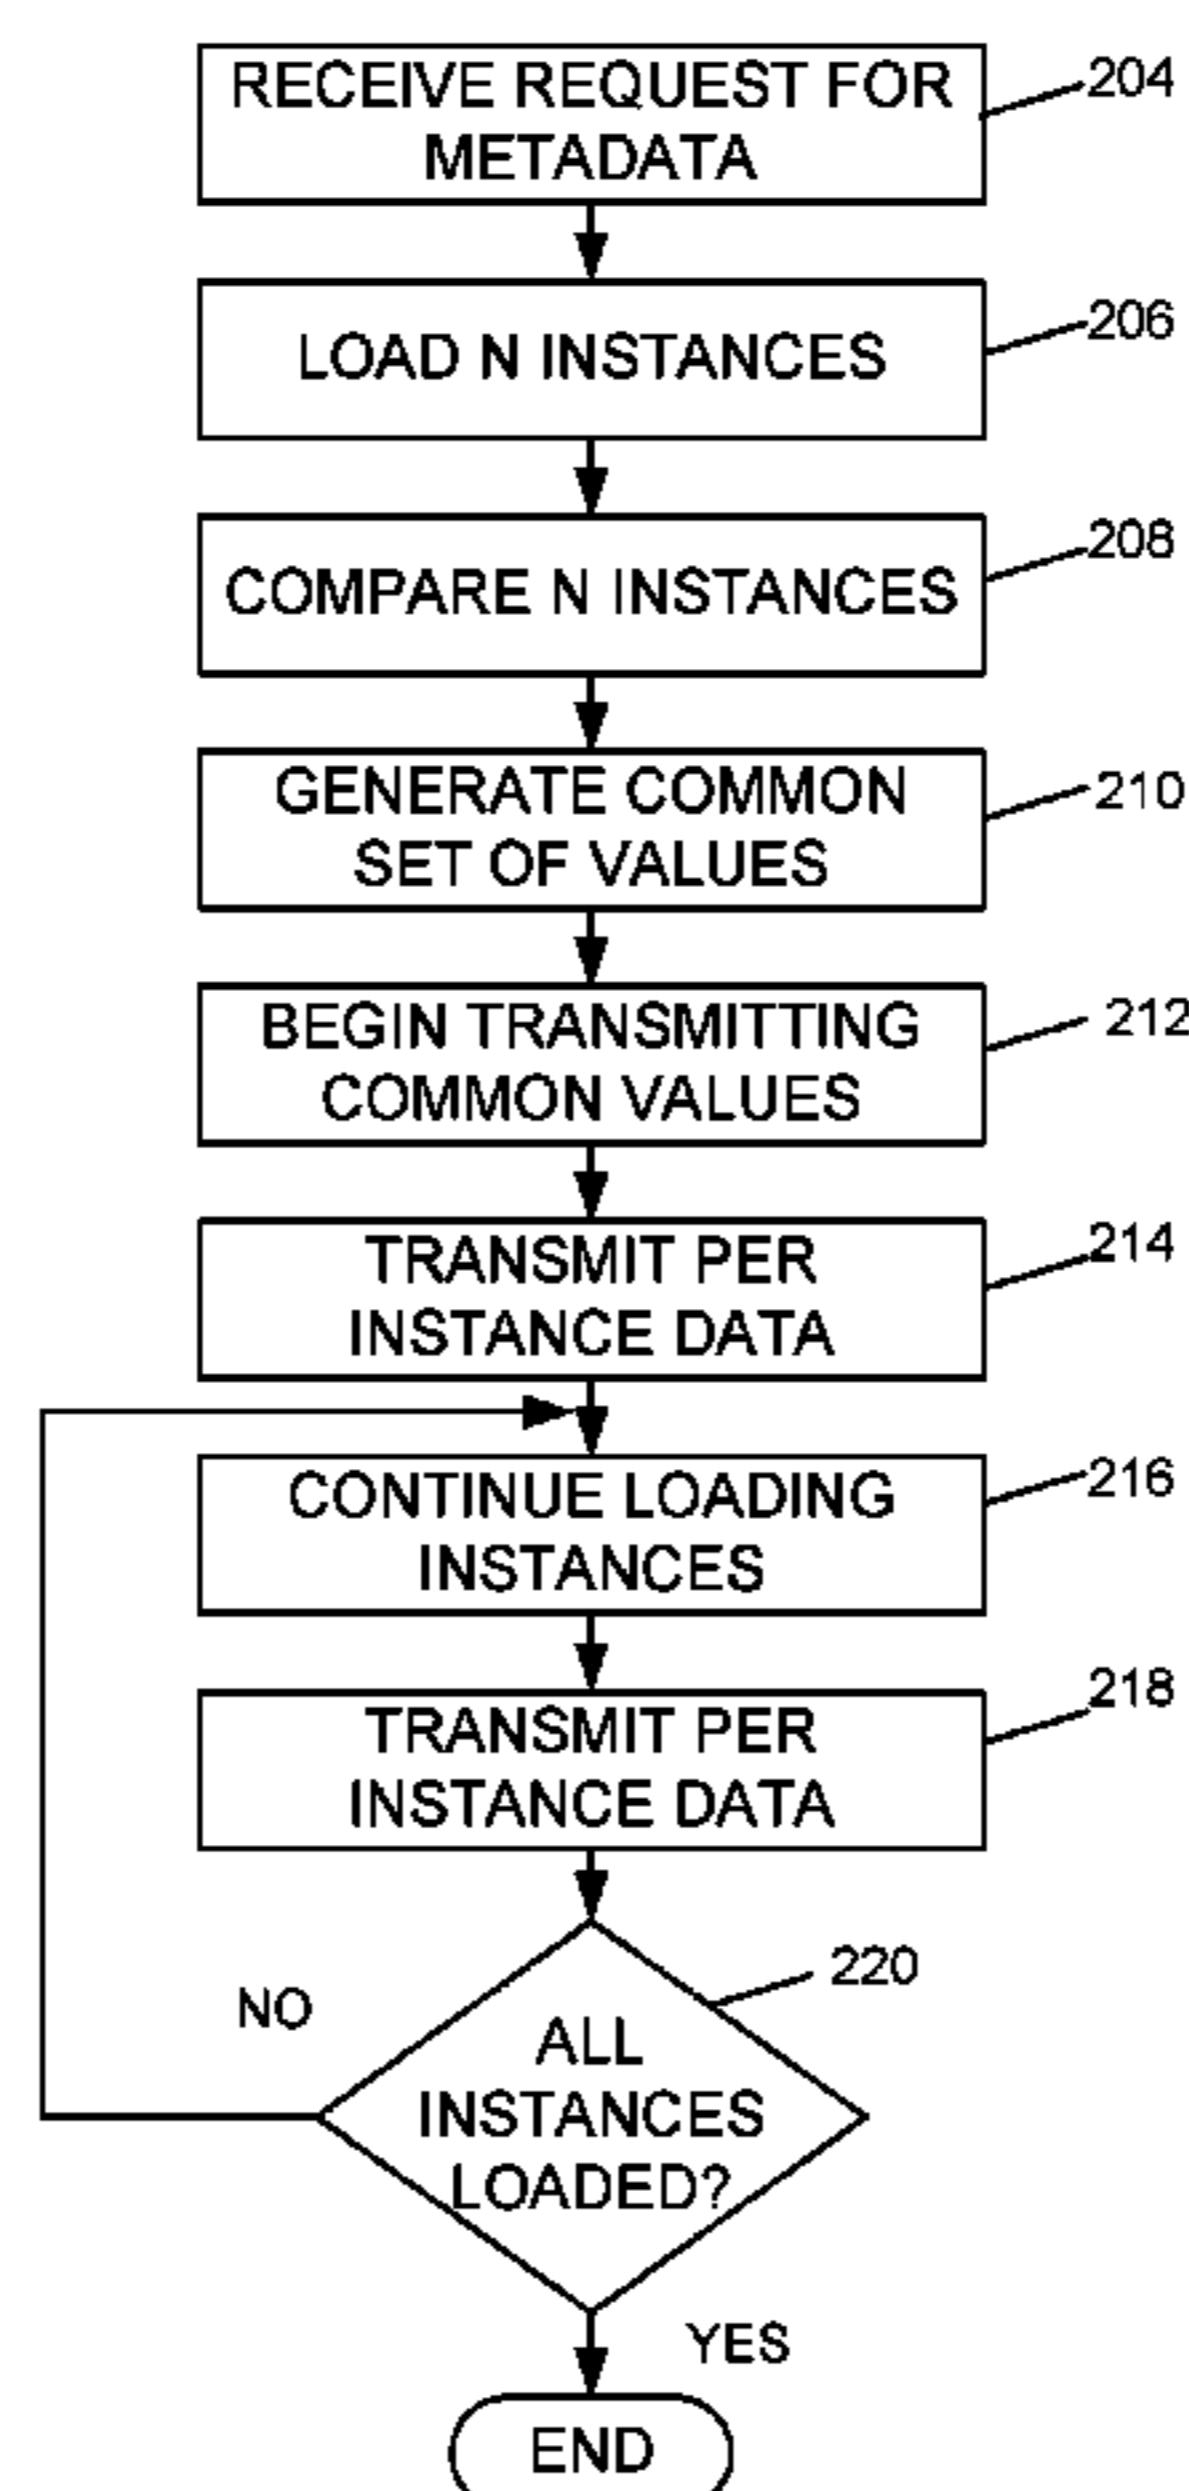 RECEIVE REQUEST FOR
METADATA
204
LOAD N INSTANCES
206
COMPARE N INSTANCES
208
GENERATE COMMON
SET OF VALUES
210
BEGIN TRANSMITTING
COMMON VALUES
212
TRANSMIT PER
INSTANCE DATA
214
CONTINUE LOADING
INSTANCES
216
TRANSMIT PER
INSTANCE DATA
218
220
NO
ALL
INSTANCES
LOADED?
YES
END